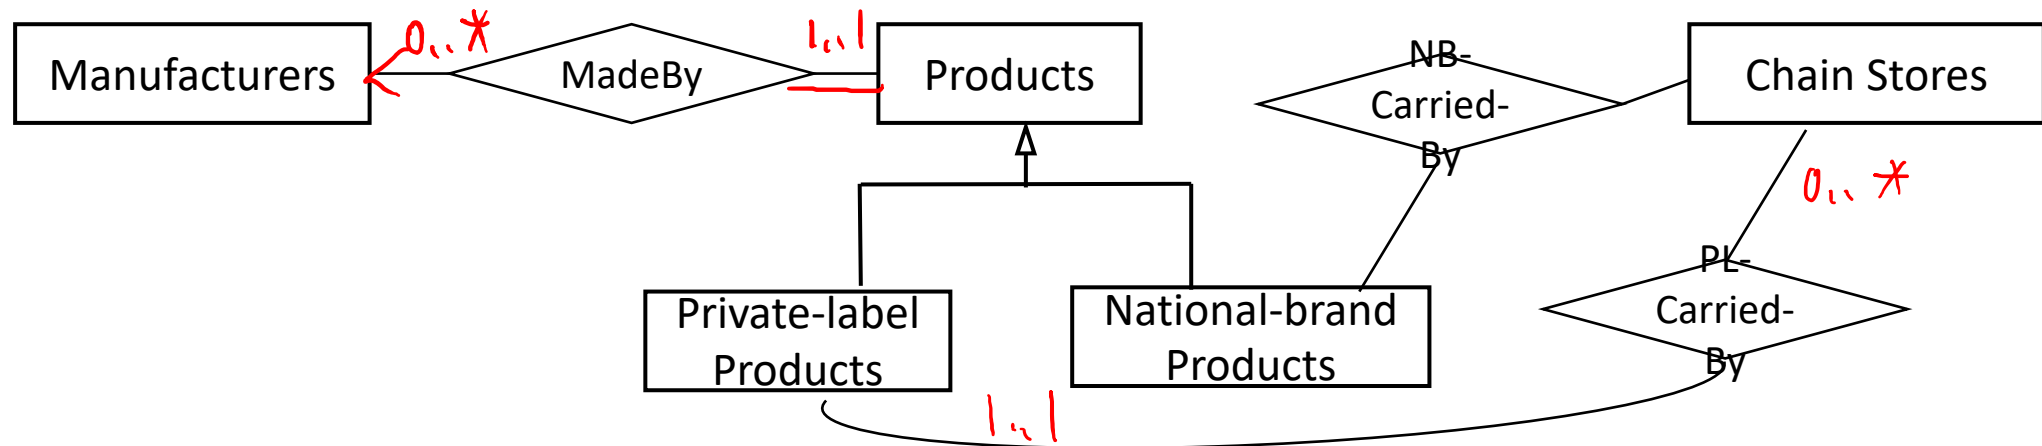 Manufacturers
0..*
MadeBy
1..1
Products
NB-
Carried-
By
Chain Stores
0..*
PL-
Carried-
By
Private-label
Products
National-brand
Products
1..1